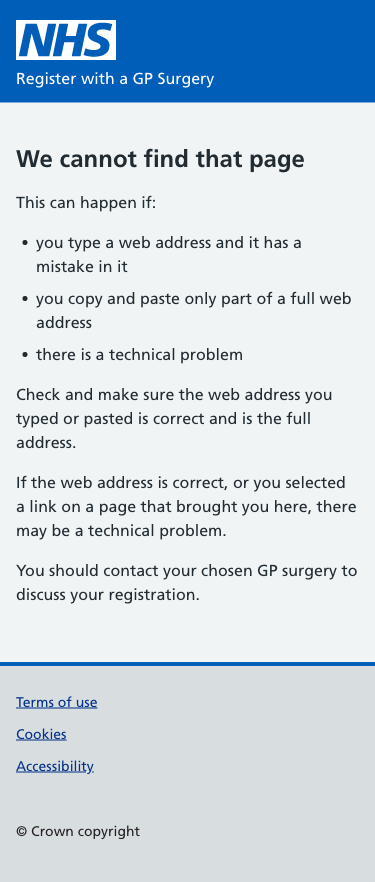 NHS
Register with a GP Surgery
We cannot find that page
This can happen if:
• you type a web address and it has a
mistake in it
• you copy and paste only part of a full web
address
• there is a technical problem
Check and make sure the web address you
typed or pasted is correct and is the full
address.
If the web address is correct, or you selected
a link on a page that brought you here, there
may be a technical problem.
You should contact your chosen GP surgery to
discuss your registration.
Terms of use
Cookies
Accessibility
© Crown copyright